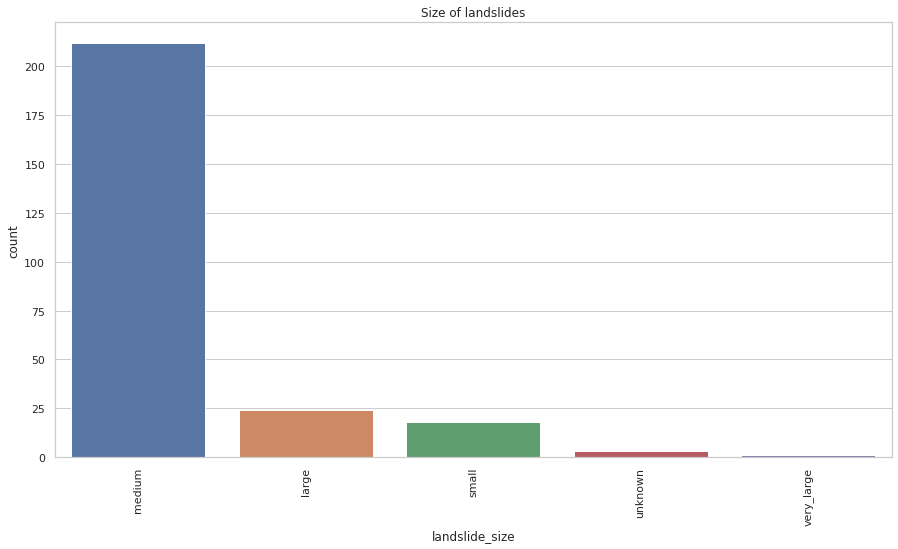 Size of landslides
200
175
150
125
100
75
50
25
0
count
medium
large
small
unknown
very_large
landslide_size